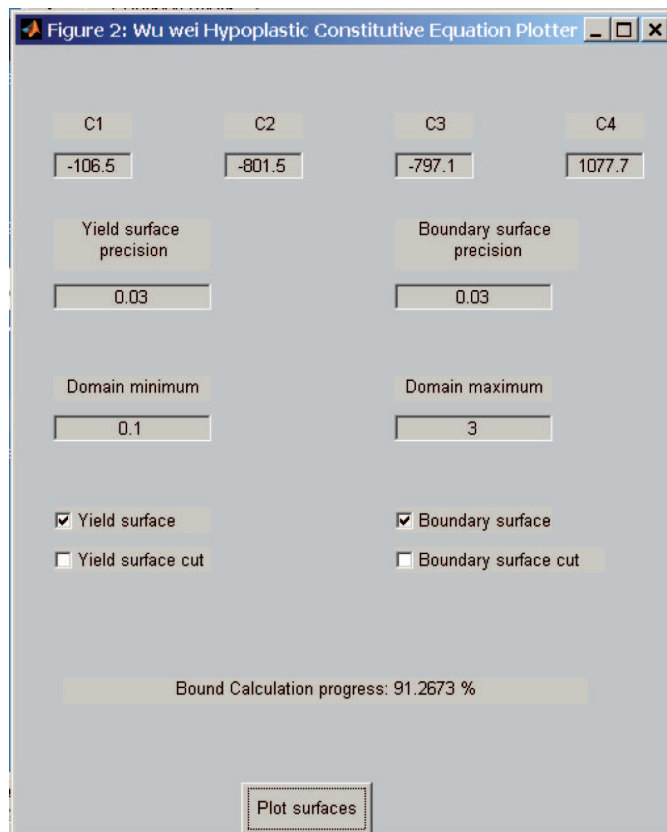 Figure 2: Wu wei Hypoplastic Constitutive Equation Plotter
C1 C2 C3 C4
-106.5 -801.5 -797.1 1077.7
Yield surface Boundary surface
precision precision
0.03 0.03
Domain minimum Domain maximum
0.1 3
Yield surface Boundary surface
Yield surface cut Boundary surface cut
Bound Calculation progress: 91.2673 %
Plot surfaces